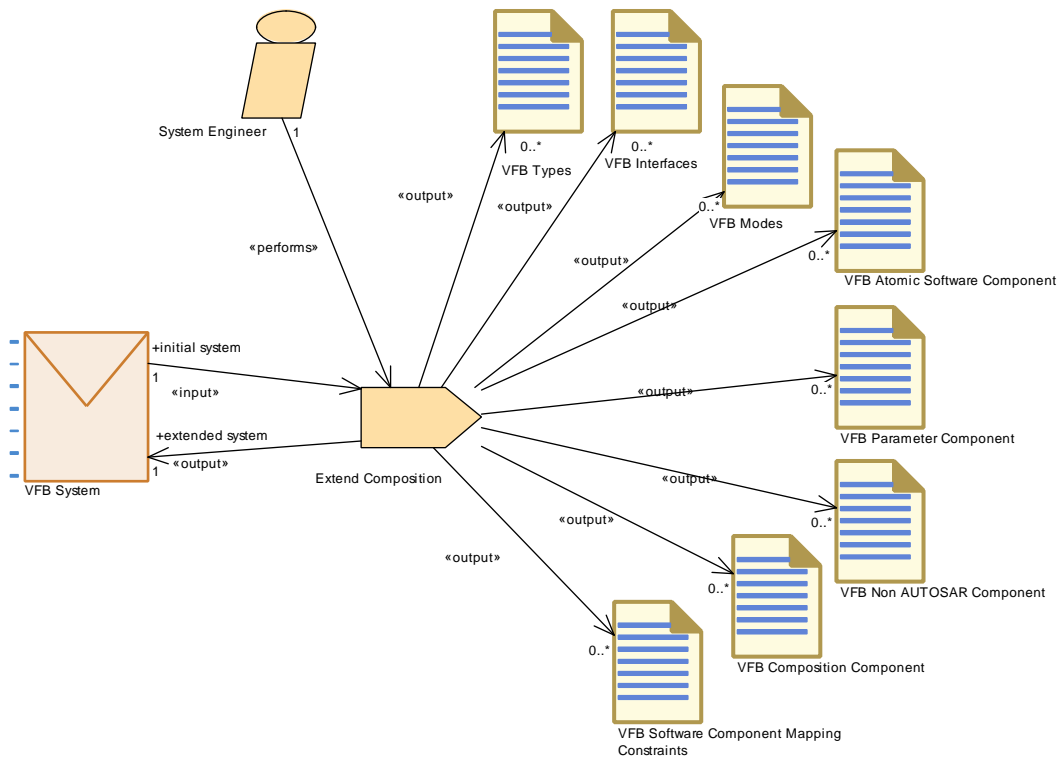 System Engineer
1
«performs»
«output»
0..*
VFB Types
«output»
0..*
VFB Interfaces
«output»
0..*
VFB Modes
«output»
0..*
VFB Atomic Software Component
+initial system
1
«input»
+extended system
«output»
1
VFB System
Extend Composition
«output»
0..*
VFB Parameter Component
«output»
0..*
VFB Non AUTOSAR Component
«output»
0..*
VFB Composition Component
«output»
0..*
VFB Software Component Mapping
Constraints